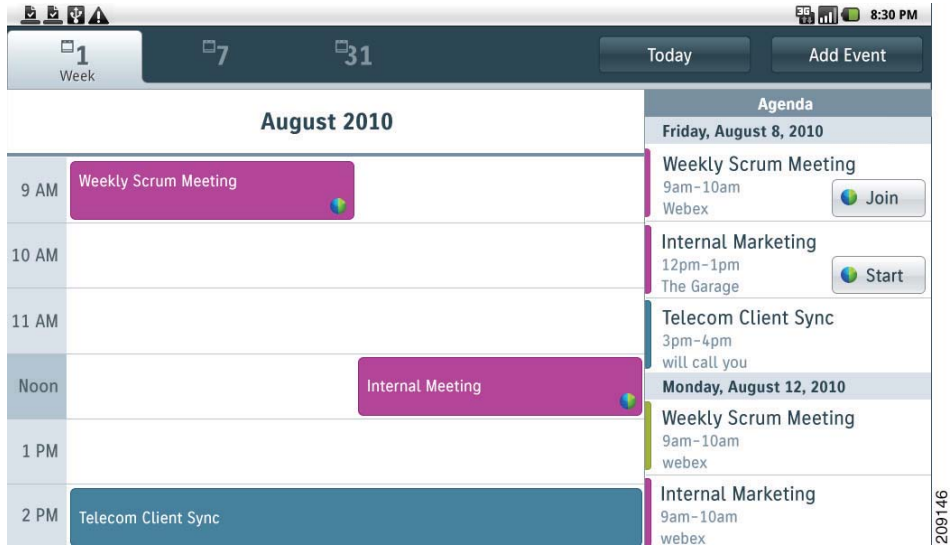 3G
8:30 PM
1
Week
7
31
Today
Add Event
August 2010
9 AM
Weekly Scrum Meeting
10 AM
11 AM
Noon
Internal Meeting
1 PM
2 PM
Telecom Client Sync
Agenda
Friday, August 8, 2010
Weekly Scrum Meeting
9am-10am
Webex
Join
Internal Marketing
12pm-1pm
The Garage
Start
Telecom Client Sync
3pm-4pm
will call you
Monday, August 12, 2010
Weekly Scrum Meeting
9am-10am
webex
Internal Marketing
9am-10am
webex
209146